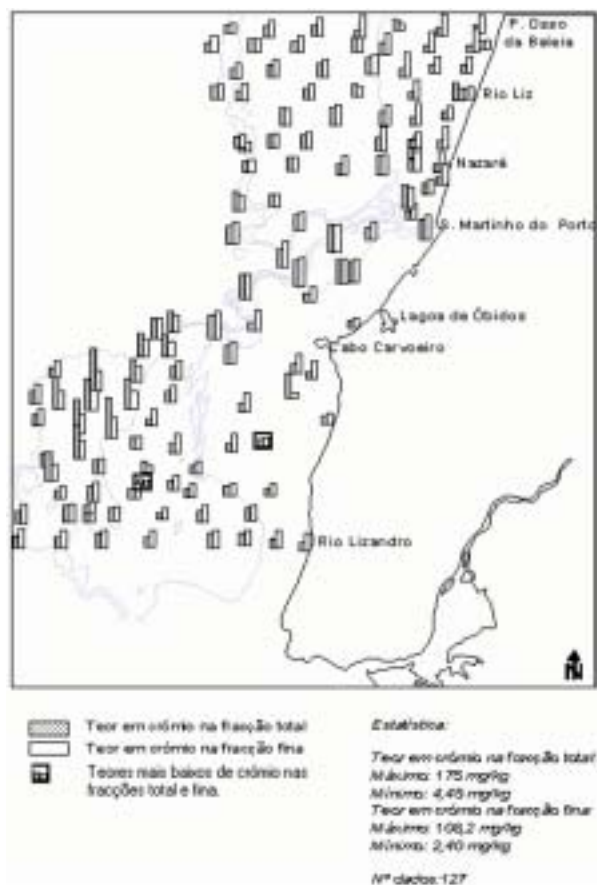 P. Osso
da Baleia
Rio Liz
Nazaré
S. Martinho do Porto
Lagoa de Óbidos
Cabo Carvoeiro
Rio Lizandro
N
Teor em crómio na fracção total
Teor em crómio na fracção fina
Teores mais baixos de crómio nas
fracções total e fina.
Estatística:
Teor em crómio na fracção total
Máximo: 175 mg/kg
Mínimo: 4,45 mg/kg
Teor em crómio na fracção fina
Máximo: 108,2 mg/kg
Mínimo: 2,40 mg/kg
Nº dados:127